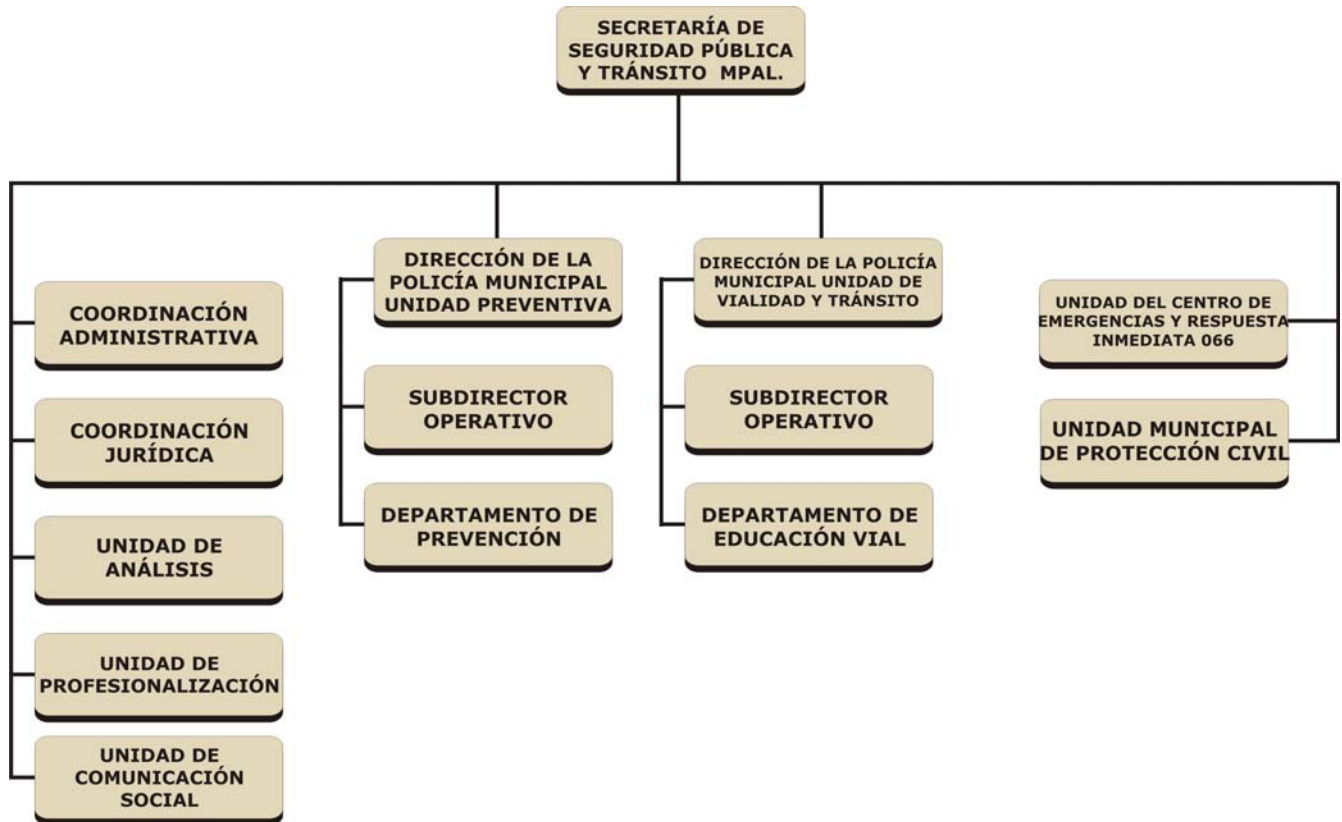 SECRETARÍA DE
SEGURIDAD PÚBLICA
Y TRÁNSITO MPAL.
COORDINACIÓN
ADMINISTRATIVA
COORDINACIÓN
JURÍDICA
UNIDAD DE
ANÁLISIS
UNIDAD DE
PROFESIONALIZACIÓN
UNIDAD DE
COMUNICACIÓN
SOCIAL
DIRECCIÓN DE LA
POLICÍA MUNICIPAL
UNIDAD PREVENTIVA
SUBDIRECTOR
OPERATIVO
DEPARTAMENTO DE
PREVENCIÓN
DIRECCIÓN DE LA POLICÍA
MUNICIPAL UNIDAD DE
VIALIDAD Y TRÁNSITO
SUBDIRECTOR
OPERATIVO
DEPARTAMENTO DE
EDUCACIÓN VIAL
UNIDAD DEL CENTRO DE
EMERGENCIAS Y RESPUESTA
INMEDIATA 066
UNIDAD MUNICIPAL
DE PROTECCIÓN CIVIL